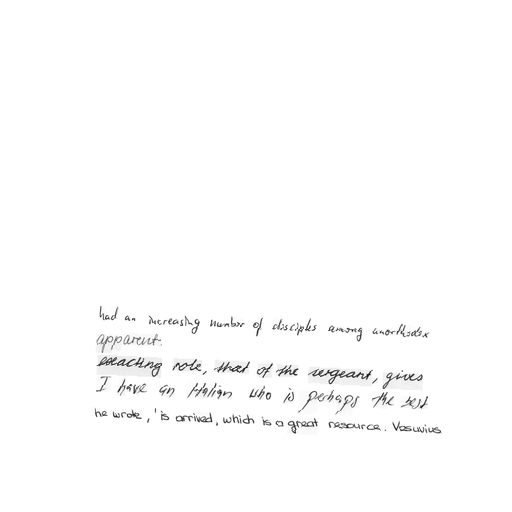 had an increasing number of disciples among unorthodox
apparent.
exacting role, that of the sergeant, gives
I have an Italian who is perhaps the best
he wrote, 'is arrived, which is a great resource. Vesuvius